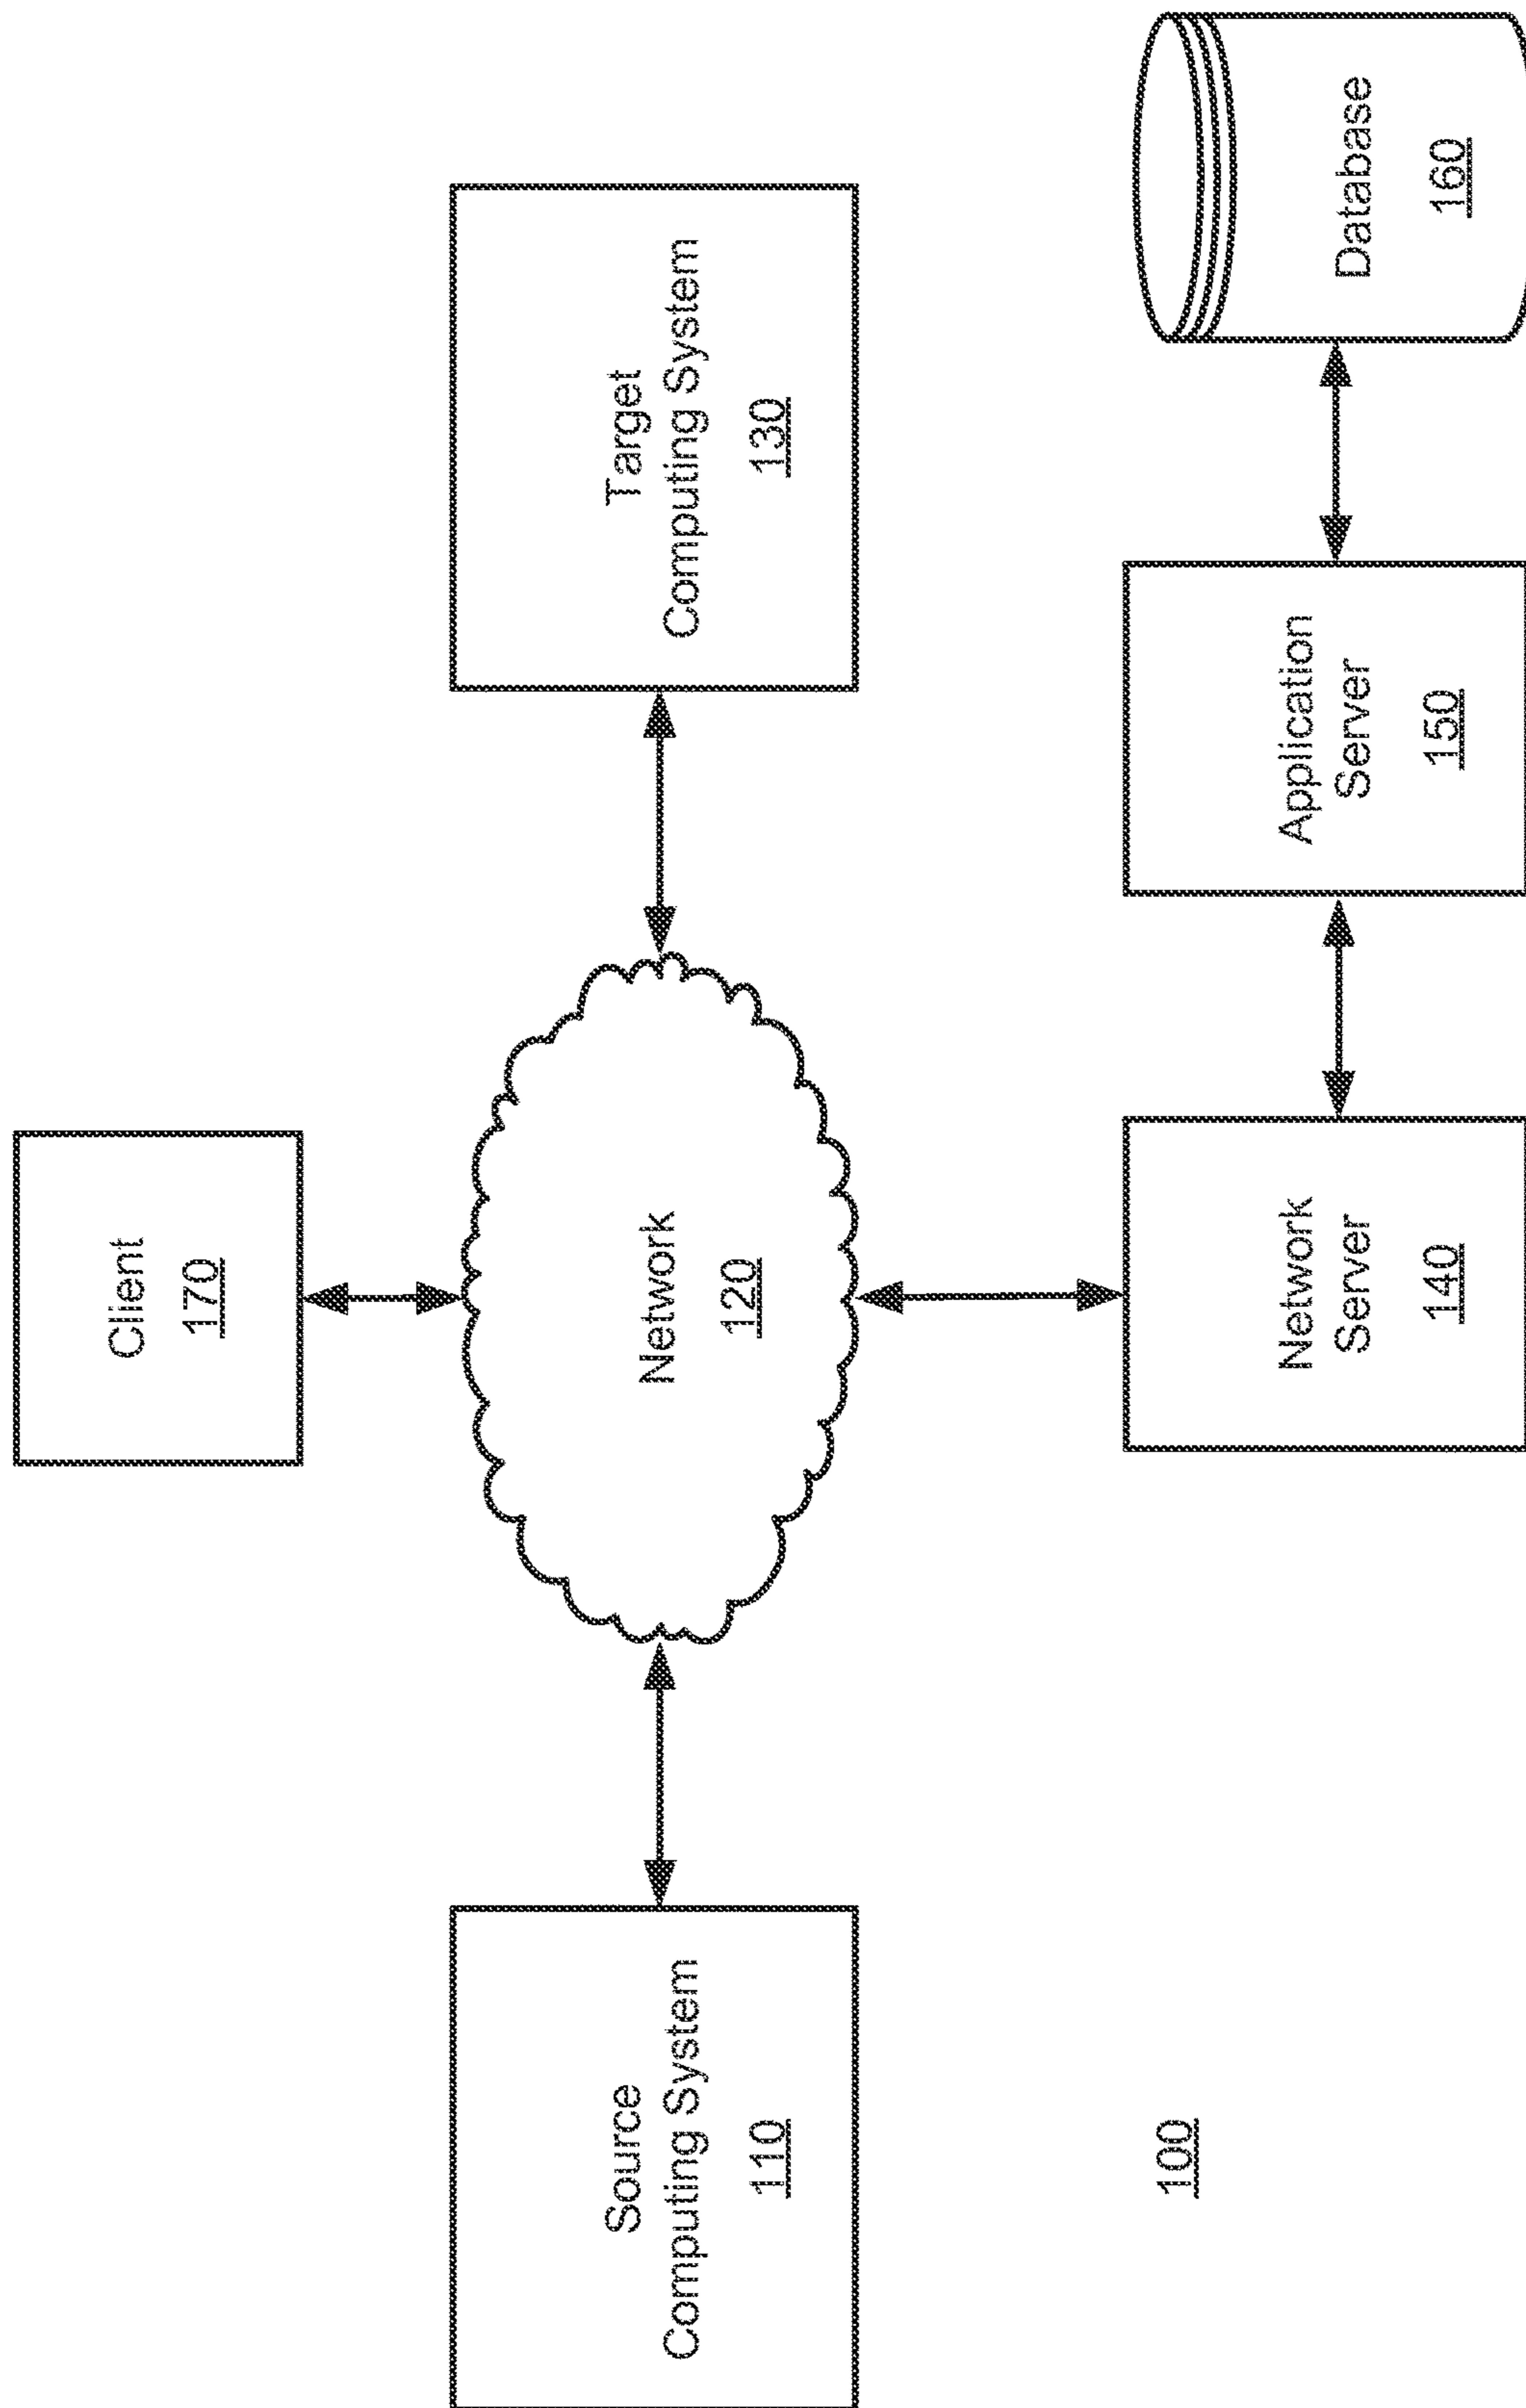 Client
170
Source
Computing System
110
Network
120
Target
Computing System
130
100
Network
Server
140
Application
Server
150
Database
160